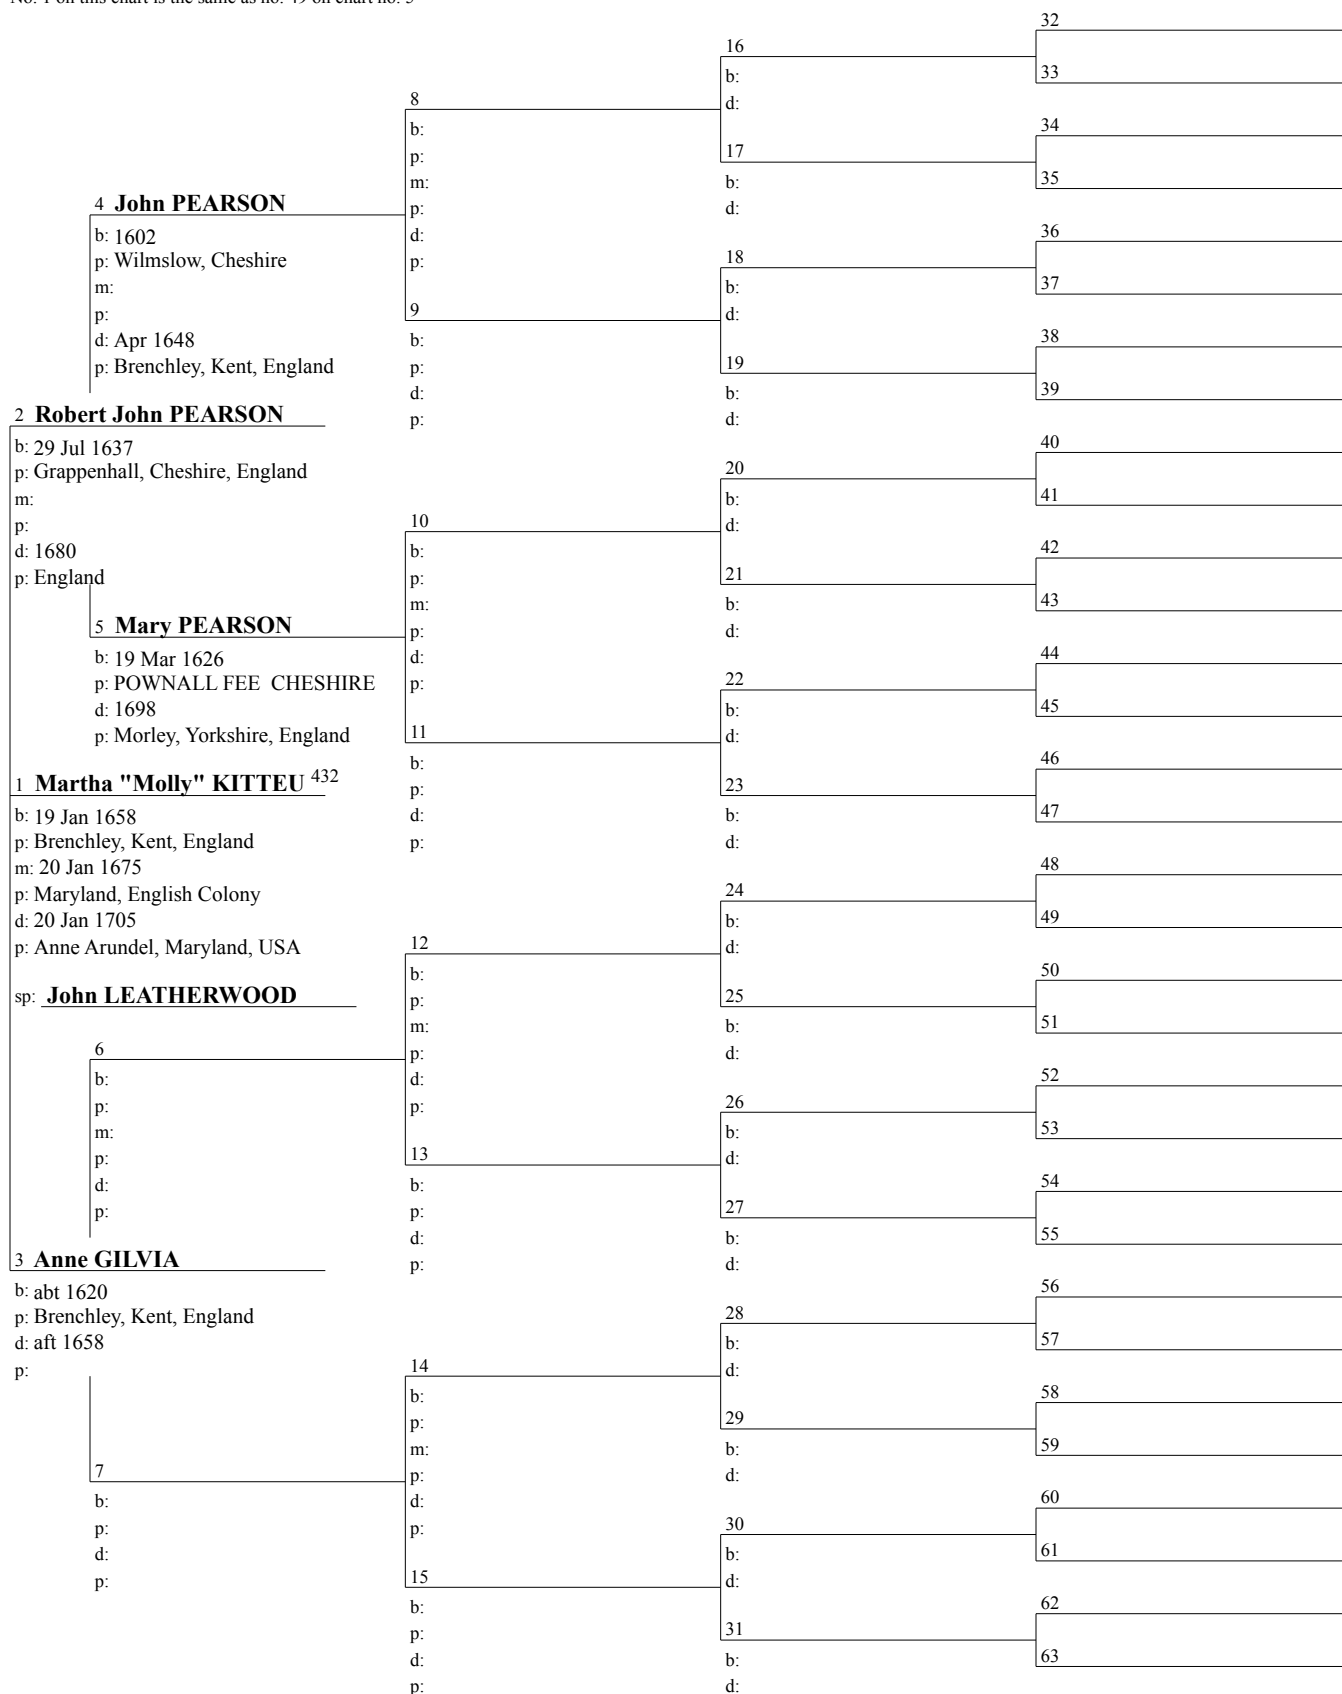 No. 1 on this chart is the same as no. 49 on chart no. 5
4 John PEARSON
b: 1602
p: Wilmslow, Cheshire
m:
p:
d: Apr 1648
p: Brenchley, Kent, England
2 Robert John PEARSON
b: 29 Jul 1637
p: Grappenhall, Cheshire, England
m:
p:
d: 1680
p: England
5 Mary PEARSON
b: 19 Mar 1626
p: POWNALL FEE CHESHIRE
d: 1698
p: Morley, Yorkshire, England
1 Martha "Molly" KITTEU 432
b: 19 Jan 1658
p: Brenchley, Kent, England
m: 20 Jan 1675
p: Maryland, English Colony
d: 20 Jan 1705
p: Anne Arundel, Maryland, USA
sp: John LEATHERWOOD
6
b:
p:
m:
p:
d:
p:
3 Anne GILVIA
b: abt 1620
p: Brenchley, Kent, England
d: aft 1658
p:
7
b:
p:
d:
p:
8
b:
p:
m:
p:
d:
p:
9
b:
p:
d:
p:
10
b:
p:
m:
p:
d:
p:
11
b:
p:
d:
p:
12
b:
p:
m:
p:
d:
p:
13
b:
p:
d:
p:
14
b:
p:
m:
p:
d:
p:
15
b:
p:
d:
p:
16
b:
d:
17
b:
d:
18
b:
d:
19
b:
d:
20
b:
d:
21
b:
d:
22
b:
d:
23
b:
d:
24
b:
d:
25
b:
d:
26
b:
d:
27
b:
d:
28
b:
d:
29
b:
d:
30
b:
d:
31
b:
d:
32
33
34
35
36
37
38
39
40
41
42
43
44
45
46
47
48
49
50
51
52
53
54
55
56
57
58
59
60
61
62
63